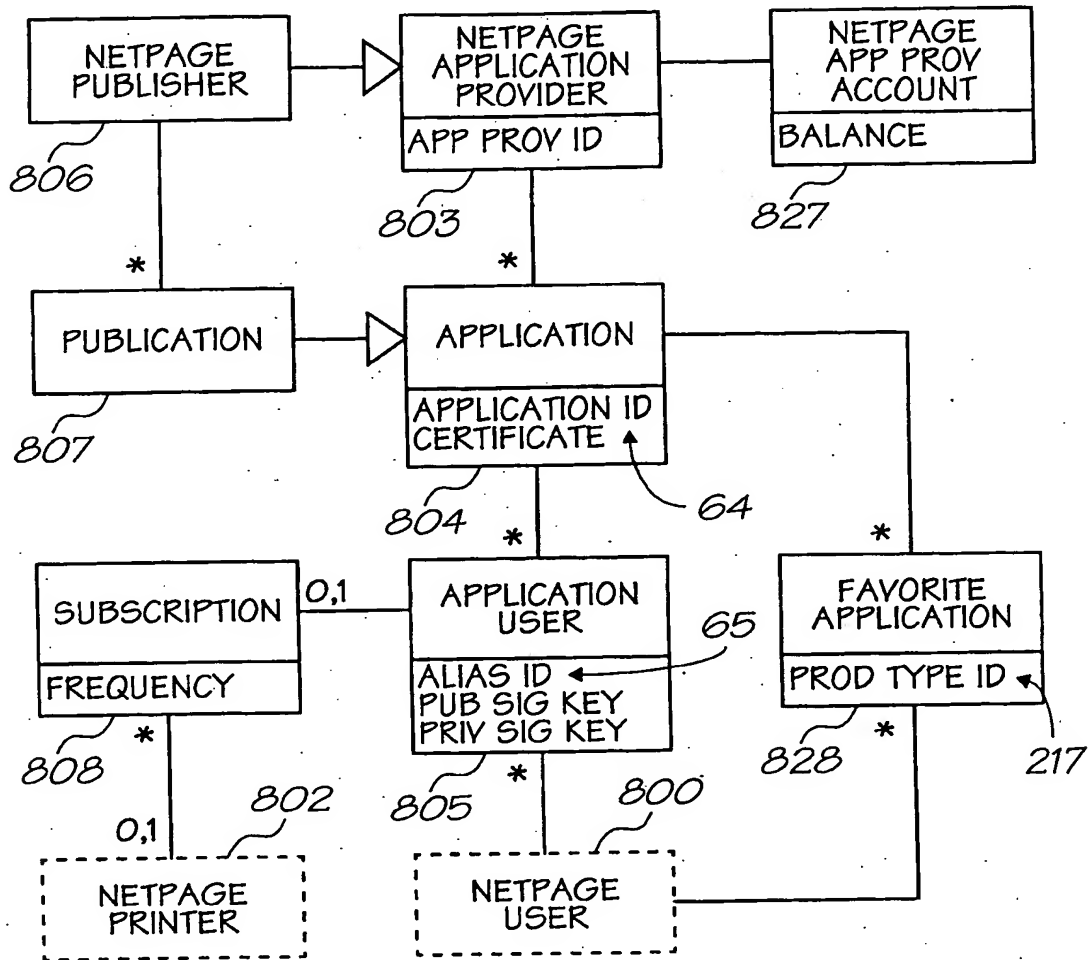 NETPAGE
PUBLISHER
806
NETPAGE
APPLICATION
PROVIDER
APP PROV ID
803
NETPAGE
APP PROV
ACCOUNT
BALANCE
827
*
*
PUBLICATION
807
APPLICATION
APPLICATION ID
CERTIFICATE
804
64
*
*
SUBSCRIPTION
FREQUENCY
808
0,1
APPLICATION
USER
ALIAS ID
PUB SIG KEY
PRIV SIG KEY
65
805
FAVORITE
APPLICATION
PROD TYPE ID
828
217
*
*
*
0,1
802
NETPAGE
PRINTER
800
NETPAGE
USER